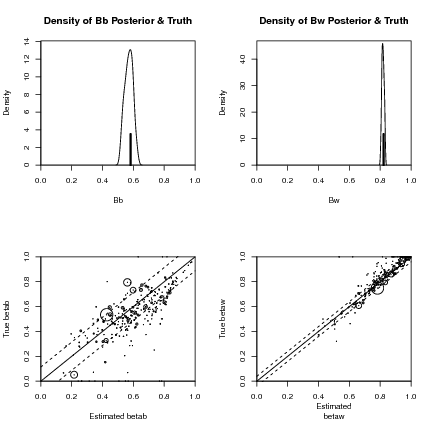 Density of Bb Posterior & Truth
Density
0 2 4 6 8 10 12 14
0.0 0.2 0.4 0.6 0.8 1.0
Bb
Density of Bw Posterior & Truth
Density
0 10 20 30 40
0.0 0.2 0.4 0.6 0.8 1.0
Bw
True betab
0.0 0.2 0.4 0.6 0.8 1.0
0.0 0.2 0.4 0.6 0.8 1.0
Estimated betab
True betaw
0.0 0.2 0.4 0.6 0.8 1.0
0.0 0.2 0.4 0.6 0.8 1.0
Estimated
betaw